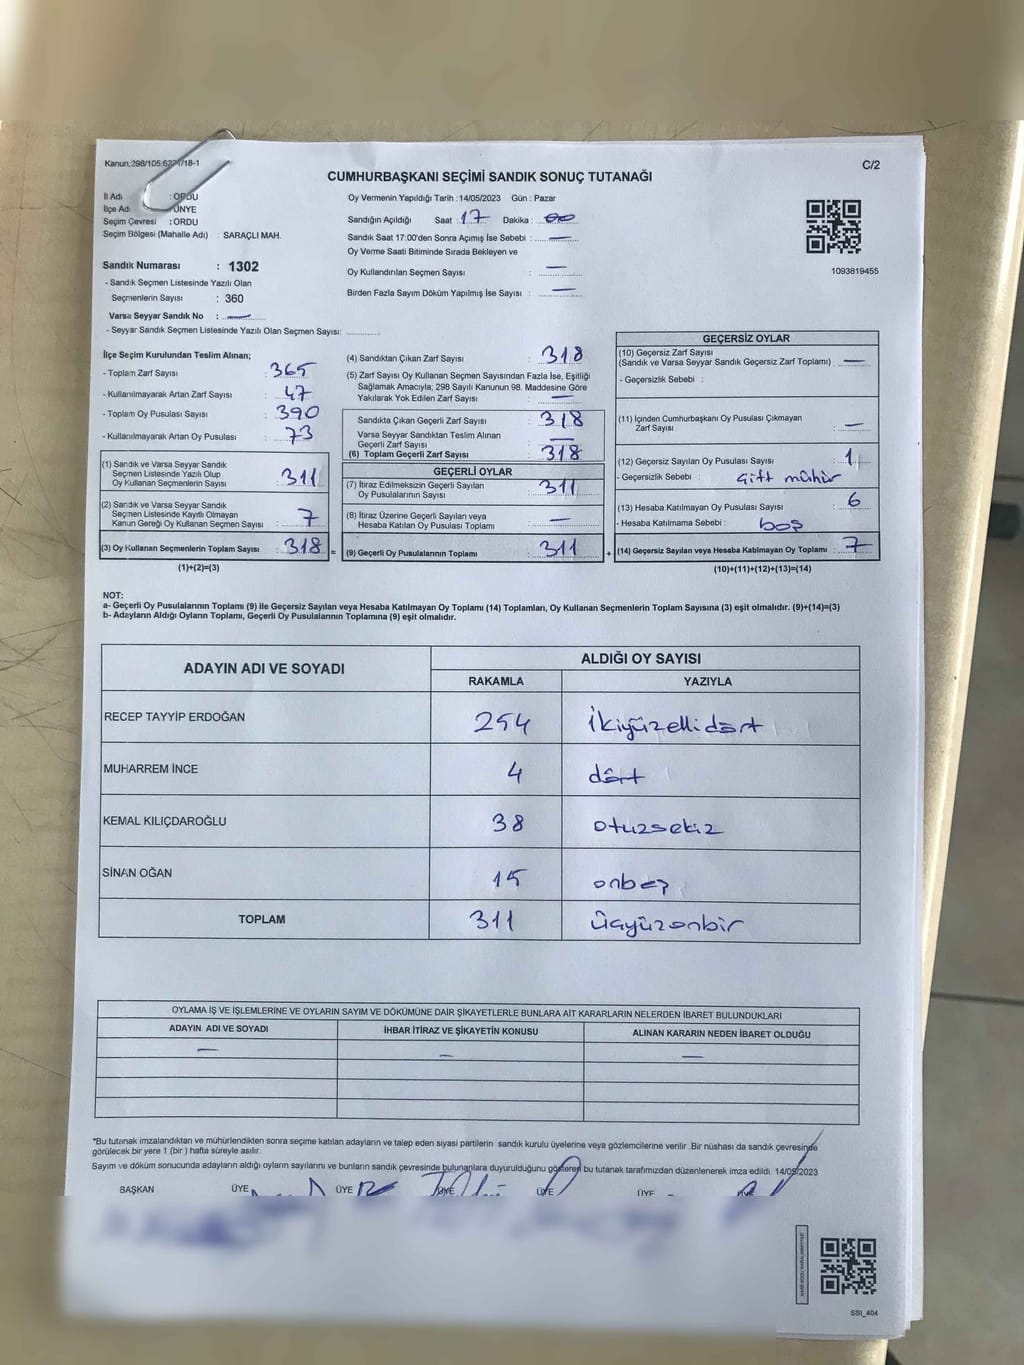 C/2
CUMHURBAŞKANI SEÇİMİ SANDIK SONUÇ TUTANAĞI
İl Adı : ORDU
İlçe Adı : ÜNYE
Seçim Çevresi : ORDU
Seçim Bölgesi (Mahalle Adı) : SARAÇLI MAH.
Sandık Numarası : 1302
- Sandık Seçmen Listesinde Yazılı Olan
Seçmenlerin Sayısı : 360
Varsa Seyyar Sandık No : —
- Seyyar Sandık Seçmen Listesinde Yazılı Olan Seçmen Sayısı:
Oy Vermenin Yapıldığı Tarih : 14/05/2023 Gün : Pazar
Sandığın Açıldığı Saat : 17 Dakika : 00
Sandık Saat 17:00'den Sonra Açımış İse Sebebi : —
Oy Verme Saati Bitiminde Sırada Bekleyen ve
Oy Kullandırılan Seçmen Sayısı : —
Birden Fazla Sayım Döküm Yapılmış İse Sayısı : —
1093819455
İlçe Seçim Kurulundan Teslim Alınan;
- Toplam Zarf Sayısı : 365
- Kullanılmayarak Artan Zarf Sayısı : 47
- Toplam Oy Pusulası Sayısı : 390
- Kullanılmayarak Artan Oy Pusulası : 73
(1) Sandık ve Varsa Seyyar Sandık
Seçmen Listesinde Yazılı Olup
Oy Kullanan Seçmenlerin Sayısı : 311
(2) Sandık ve Varsa Seyyar Sandık
Seçmen Listesinde Kayıtlı Olmayan
Kanun Gereği Oy Kullanan Seçmen Sayısı : 7
(3) Oy Kullanan Seçmenlerin Toplam Sayısı : 318 =
(1)+(2)=(3)
(4) Sandıktan Çıkan Zarf Sayısı : 318
(5) Zarf Sayısı Oy Kullanan Seçmen Sayısından Fazla İse, Eşitliği
Sağlamak Amacıyla; 298 Sayılı Kanunun 98. Maddesine Göre
Yakılarak Yok Edilen Zarf Sayısı : —
Sandıkta Çıkan Geçerli Zarf Sayısı : 318
Varsa Seyyar Sandıktan Teslim Alınan
Geçerli Zarf Sayısı : —
(6) Toplam Geçerli Zarf Sayısı : 318
GEÇERLİ OYLAR
(7) İtiraz Edilmeksizin Geçerli Sayılan
Oy Pusulalarının Sayısı : 311
(8) İtiraz Üzerine Geçerli Sayılan veya
Hesaba Katılan Oy Pusulası Toplamı : —
(9) Geçerli Oy Pusulalarının Toplamı : 311 +
GEÇERSİZ OYLAR
(10) Geçersiz Zarf Sayısı
(Sandık ve Varsa Seyyar Sandık Geçersiz Zarf Toplamı) : —
- Geçersizlik Sebebi :
(11) İçinden Cumhurbaşkanı Oy Pusulası Çıkmayan
Zarf Sayısı : —
(12) Geçersiz Sayılan Oy Pusulası Sayısı : 1
- Geçersizlik Sebebi : Çift mühür
(13) Hesaba Katılmayan Oy Pusulası Sayısı : 6
- Hesaba Katılmama Sebebi : boş
(14) Geçersiz Sayılan veya Hesaba Katılmayan Oy Toplamı : 7
(10)+(11)+(12)+(13)=(14)
NOT:
a- Geçerli Oy Pusulalarının Toplamı (9) ile Geçersiz Sayılan veya Hesaba Katılmayan Oy Toplamı (14) Toplamları, Oy Kullanan Seçmenlerin Toplam Sayısına (3) eşit olmalıdır. (9)+(14)=(3)
b- Adayların Aldığı Oyların Toplamı, Geçerli Oy Pusulalarının Toplamına (9) eşit olmalıdır.
ADAYIN ADI VE SOYADI ALDIĞI OY SAYISI
RAKAMLA YAZIYLA
RECEP TAYYİP ERDOĞAN 254 ikiyüzellidört
MUHARREM İNCE 4 dört
KEMAL KILIÇDAROĞLU 38 otuzsekiz
SİNAN OĞAN 15 onbeş
TOPLAM 311 üçyüzonbir
OYLAMA İŞ VE İŞLEMLERİNE VE OYLARIN SAYIM VE DÖKÜMÜNE DAİR ŞİKAYETLERLE BUNLARA AİT KARARLARIN NELERDEN İBARET BULUNDUKLARI
ADAYIN ADI VE SOYADI İHBAR İTİRAZ VE ŞİKAYETİN KONUSU ALINAN KARARIN NEDEN İBARET OLDUĞU
— — —
*Bu tutanak imzalandıktan ve mühürlendikten sonra seçime katılan adayların ve talep eden siyasi partilerin sandık kurulu üyelerine veya gözlemcilerine verilir .Bir nüshası da sandık çevresinde
görülecek bir yere 1 (bir ) hafta süreyle asılır.
Sayım ve döküm sonucunda adayların aldığı oyların sayılarını ve bunların sandık çevresinde bulunanlara duyurulduğunu gösteren bu tutanak tarafımızdan düzenlenerek imza edildi. 14/05/2023
BAŞKAN ÜYE ÜYE ÜYE ÜYE ÜYE ÜYE
SSI_404